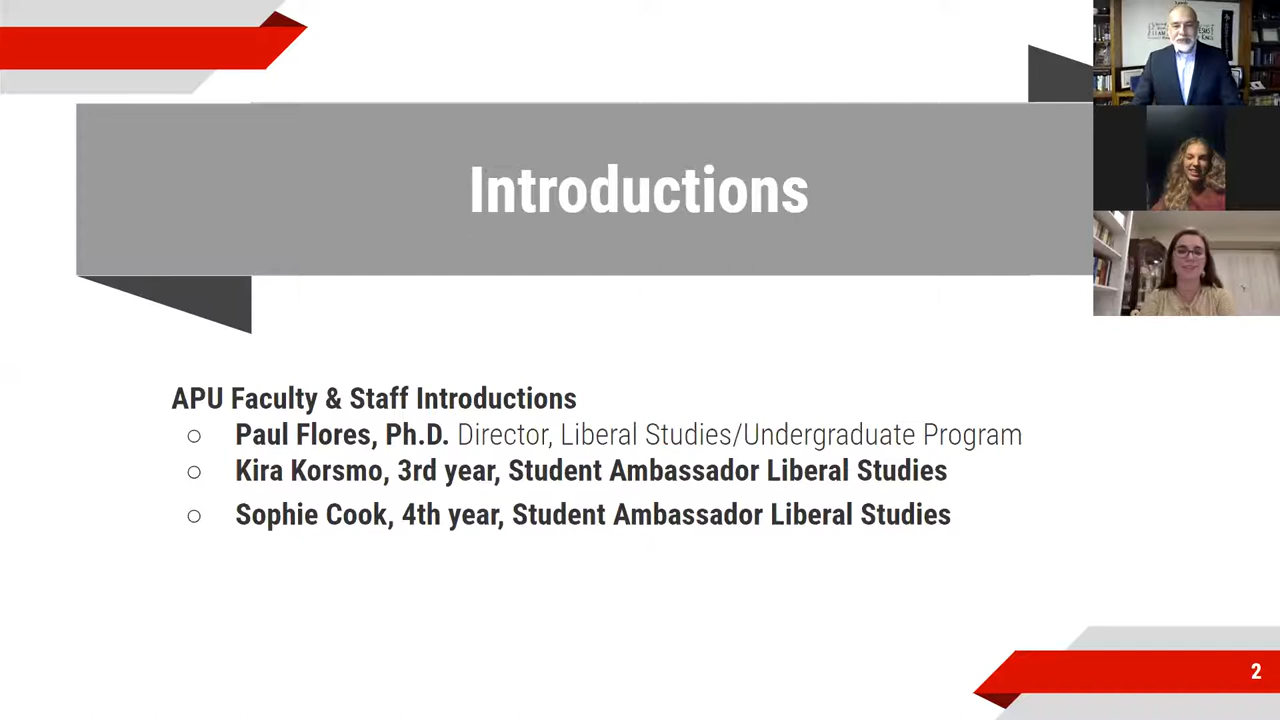 Introductions
APU Faculty & Staff Introductions
Paul Flores, Ph.D. Director, Liberal Studies/Undergraduate Program
Kira Korsmo, 3rd year, Student Ambassador Liberal Studies
Sophie Cook, 4th year, Student Ambassador Liberal Studies
2